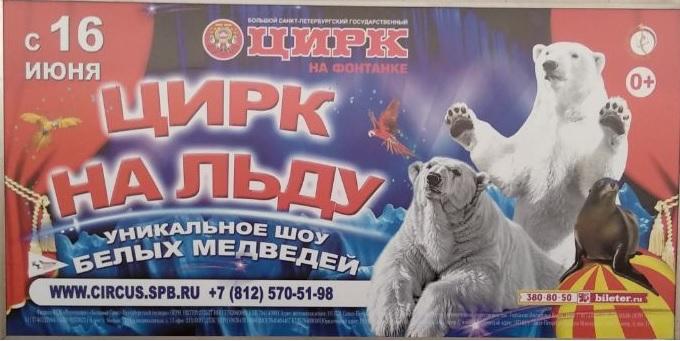 с 16
ИЮНЯ
БОЛЬШОЙ САНКТ-ПЕТЕРБУРГСКИЙ ГОСУДАРСТВЕННЫЙ
ЦИРК
НА ФОНТАНКЕ
0+
ЦИРК
НА ЛЬДУ
УНИКАЛЬНОЕ ШОУ
БЕЛЫХ МЕДВЕДЕЙ
WWW.CIRCUS.SPB.RU +7 (812) 570-51-98
380-80-50 bileter.ru